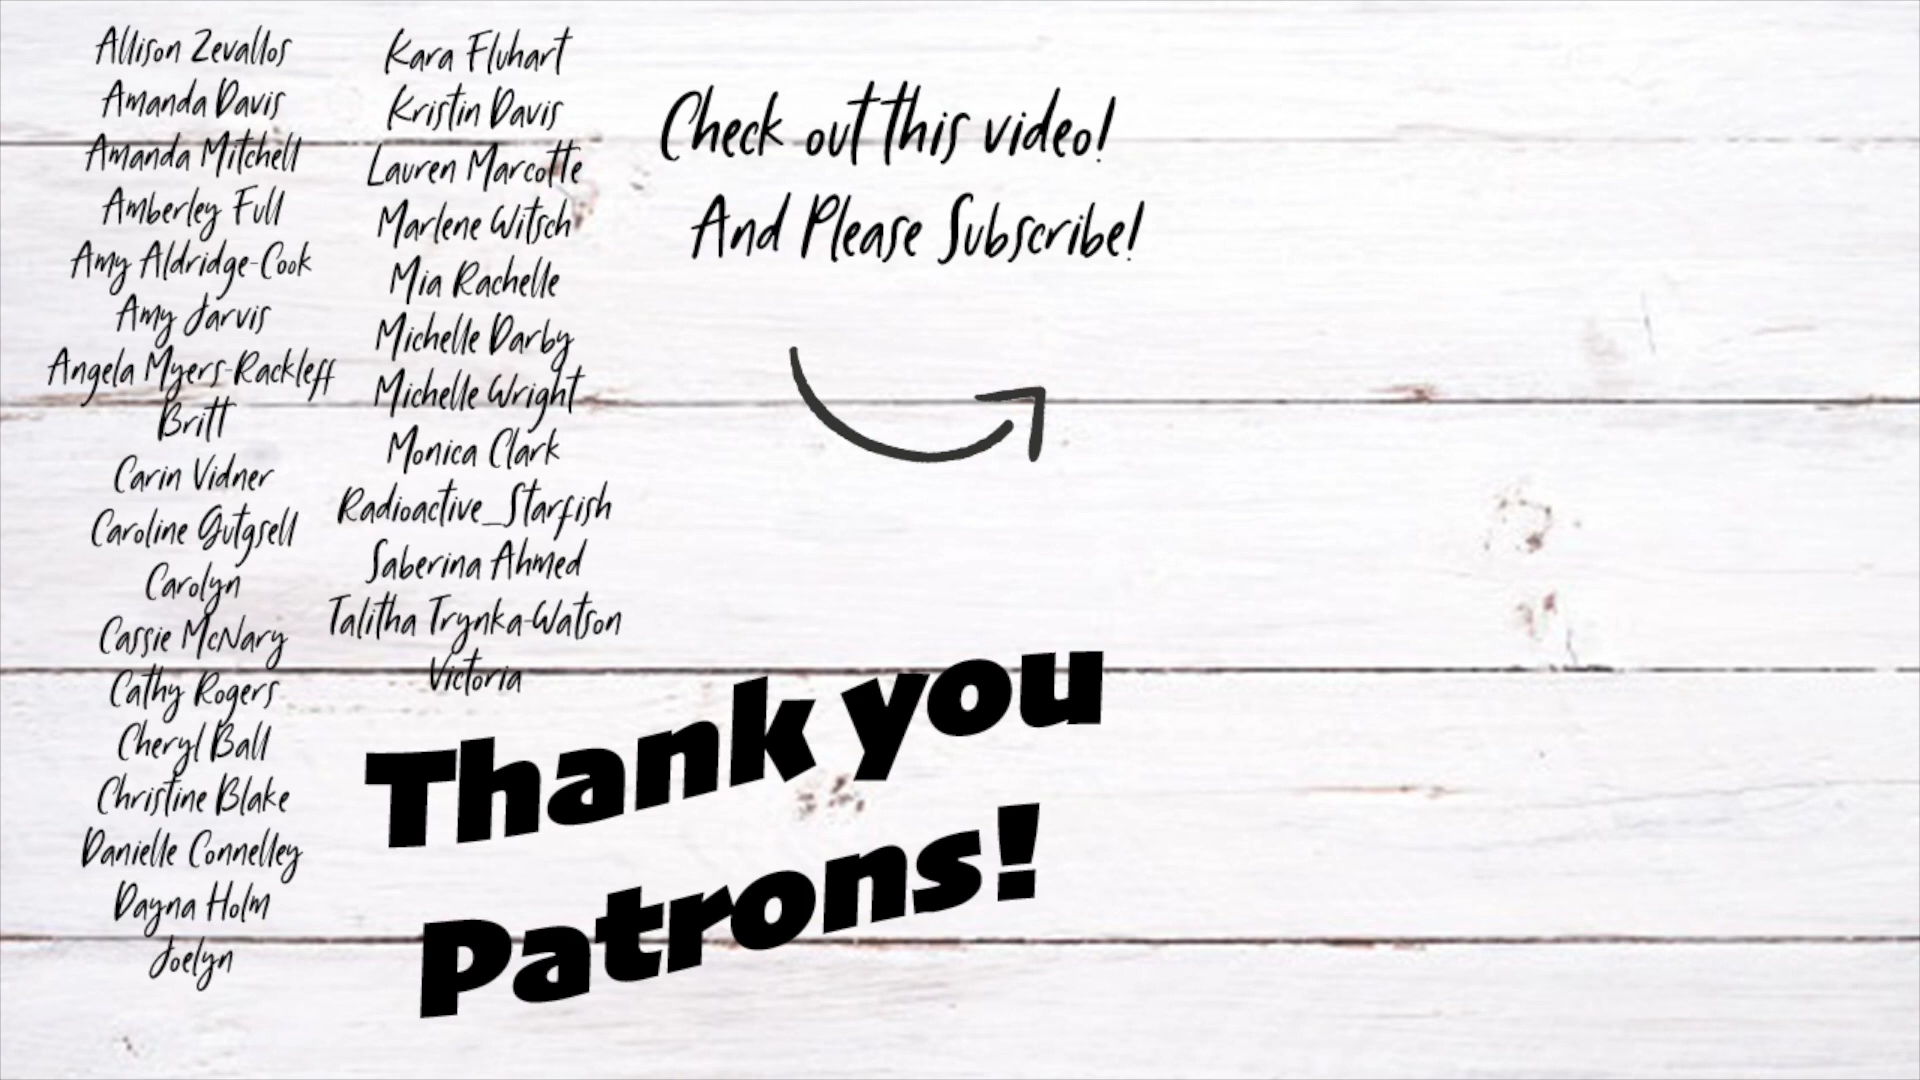 Allison Zevallos
Amanda Davis
Amanda Mitchell
Amberley Full
Amy Aldridge-Cook
Amy Jarvis
Angela Myers-Rackleff
Britt
Carin Vidner
Caroline Gutgsell
Carolyn
Cassie McNary
Cathy Rogers
Cheryl Ball
Christine Blake
Danielle Connelley
Dayna Holm
Joelyn
Kara Fluhart
Kristin Davis
Lauren Marcotte
Marlene Witsch
Mia Rachelle
Michelle Darby
Michelle Wright
Monica Clark
Radioactive_Starfish
Saberina Ahmed
Talitha Trynka-Watson
Victoria
Check out this video!
And Please Subscribe!
Thank you
Patrons!